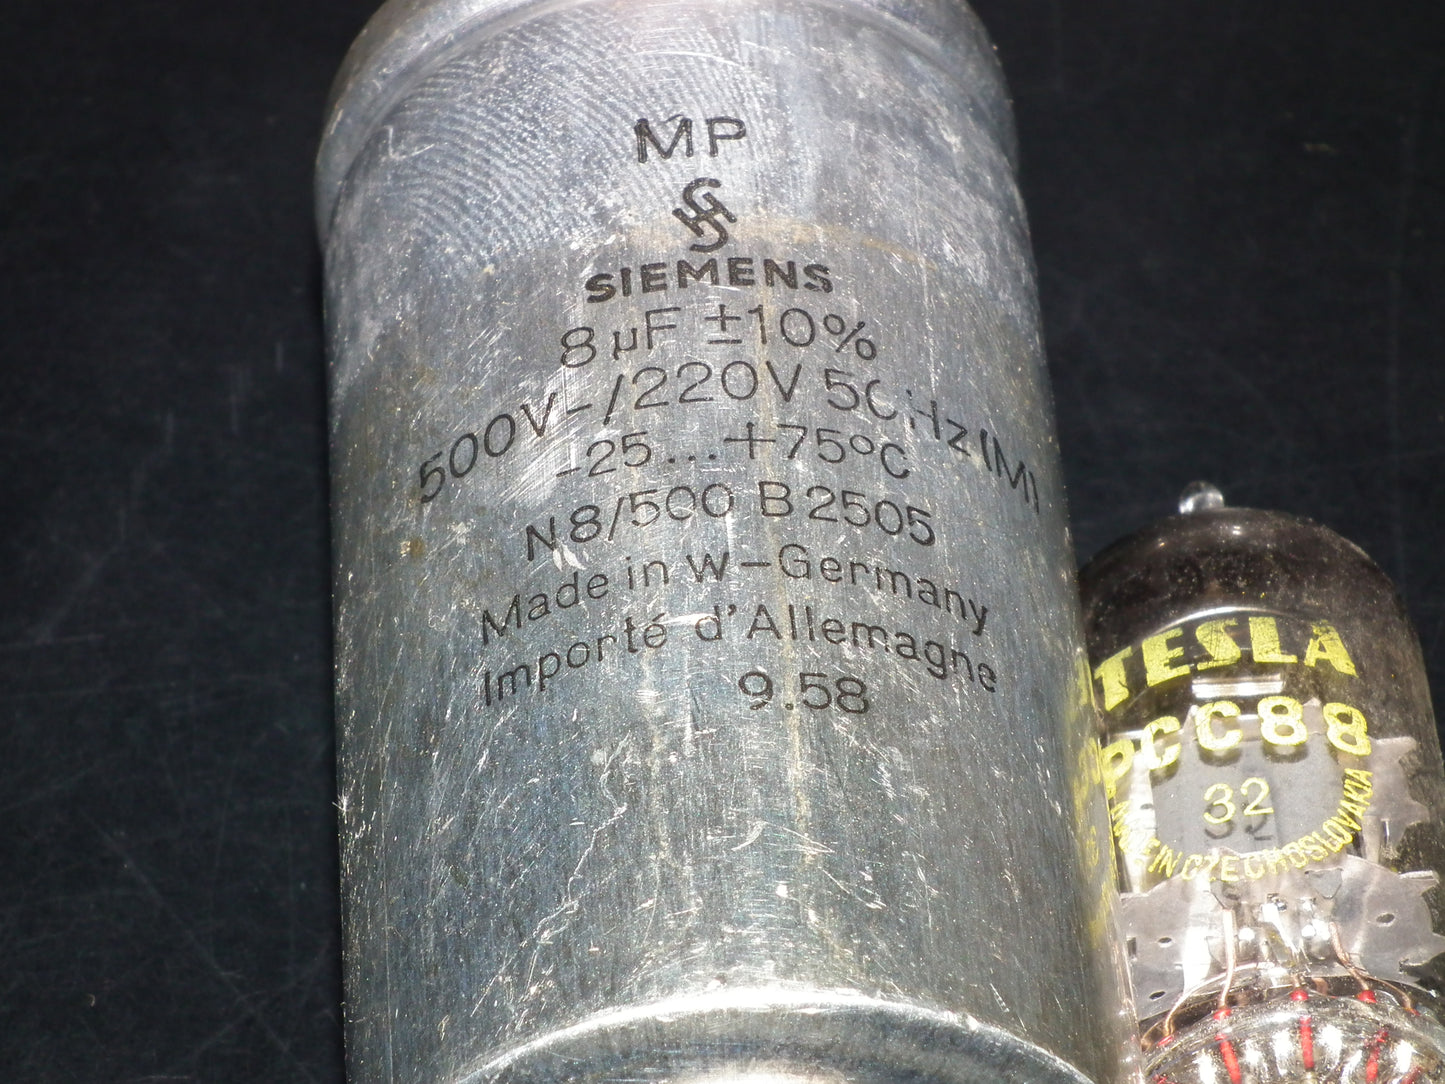 MP
SIEMENS
8 µF ±10%
500V-/220V 50Hz (M)
-25...+75°C
N8/500 B2505
Made in W-Germany
Importé d'Allemagne
9.58
TESLA
PCC88
32
MADE IN CZECHOSLOVAKIA